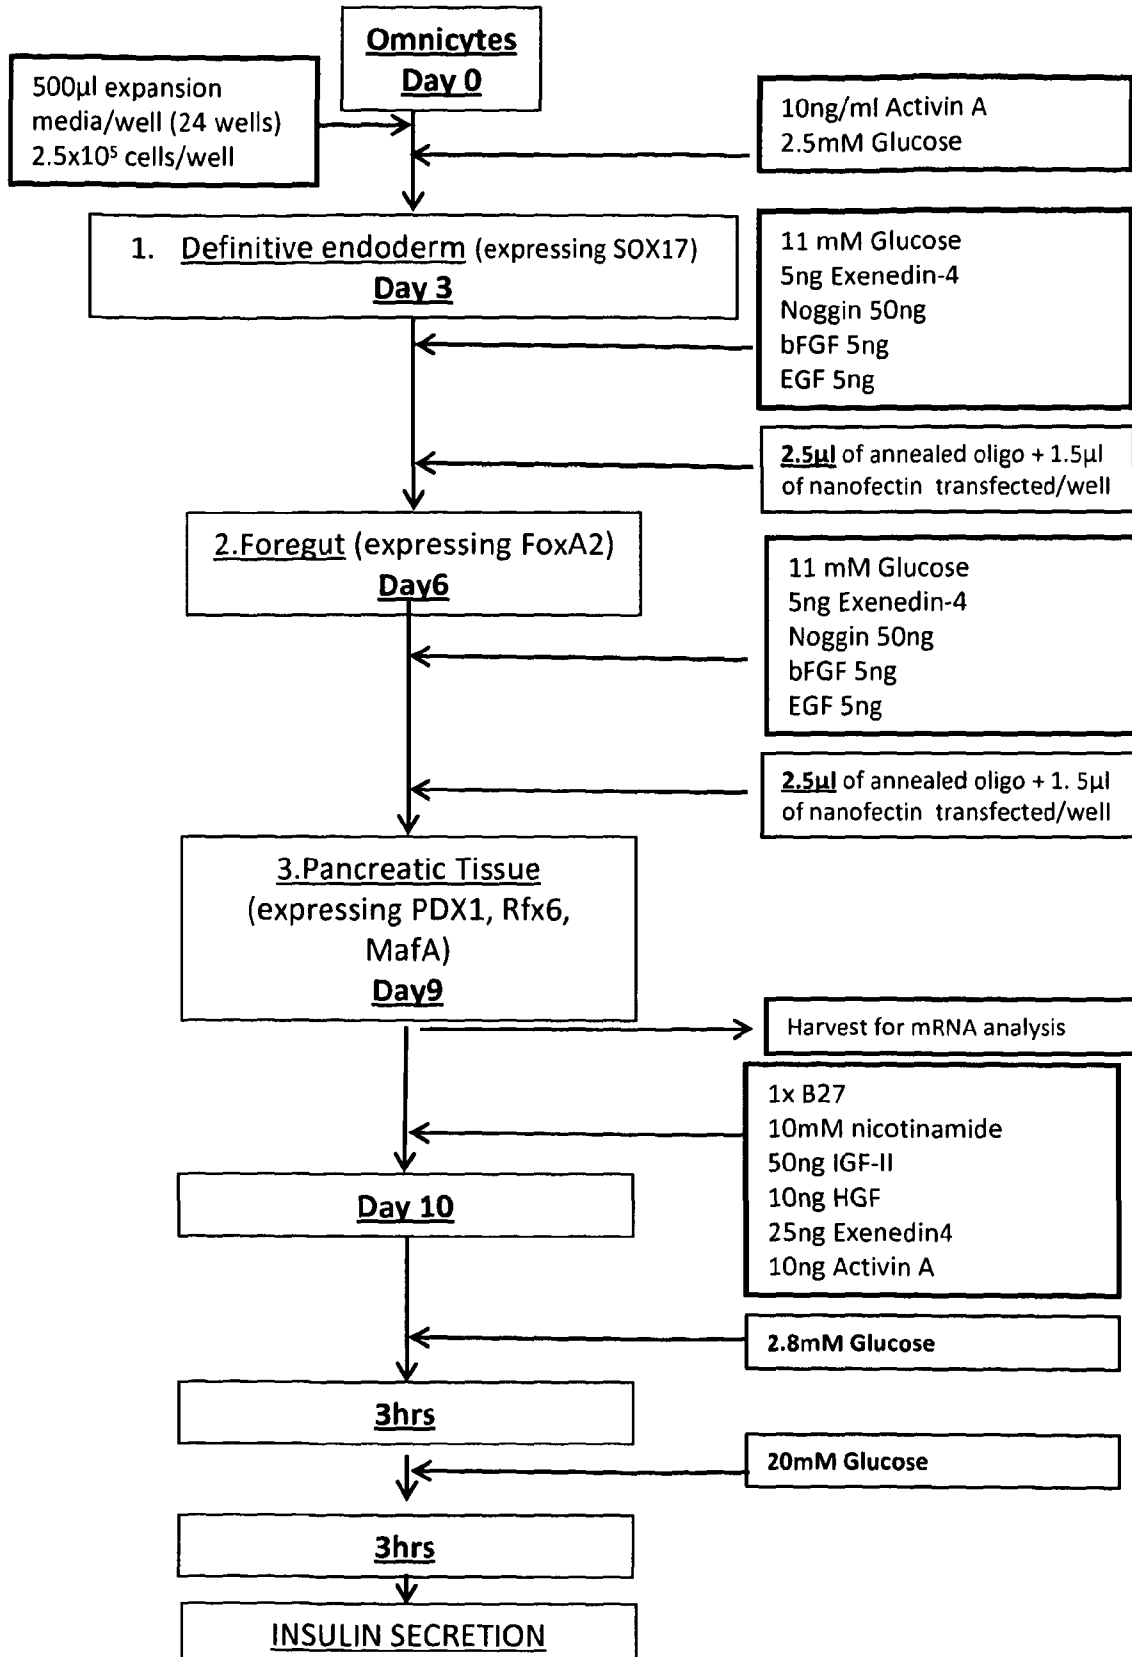 Omnicytes
Day 0
500µl expansion
media/well (24 wells)
2.5x10⁵ cells/well
10ng/ml Activin A
2.5mM Glucose
1. Definitive endoderm (expressing SOX17)
Day 3
11 mM Glucose
5ng Exenedin-4
Noggin 50ng
bFGF 5ng
EGF 5ng
2.5µl of annealed oligo + 1.5µl
of nanofectin transfected/well
2.Foregut (expressing FoxA2)
Day6
11 mM Glucose
5ng Exenedin-4
Noggin 50ng
bFGF 5ng
EGF 5ng
2.5µl of annealed oligo + 1. 5µl
of nanofectin transfected/well
3.Pancreatic Tissue
(expressing PDX1, Rfx6,
MafA)
Day9
Harvest for mRNA analysis
1x B27
10mM nicotinamide
50ng IGF-II
10ng HGF
25ng Exenedin4
10ng Activin A
Day 10
2.8mM Glucose
3hrs
20mM Glucose
3hrs
INSULIN SECRETION